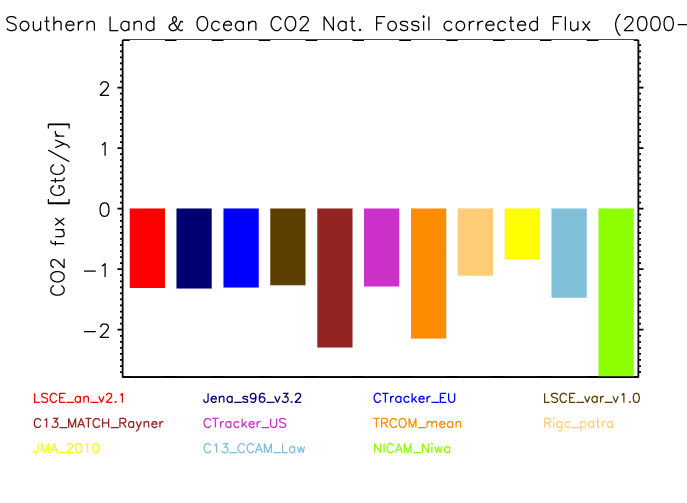 Southern Land & Ocean CO2 Nat. Fossil corrected Flux (2000-
CO2 fux [GtC/yr]
2
1
0
-1
-2
LSCE_an_v2.1 Jena_s96_v3.2 CTracker_EU LSCE_var_v1.0
C13_MATCH_Rayner CTracker_US TRCOM_mean Rigc_patra
JMA_2010 C13_CCAM_Law NICAM_Niwa